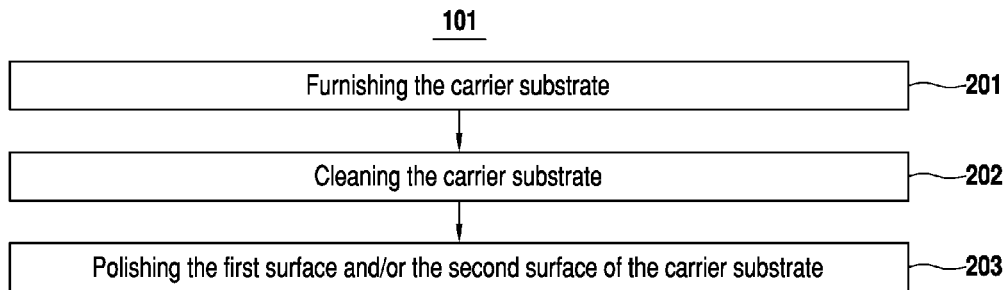 101
Furnishing the carrier substrate
201
Cleaning the carrier substrate
202
Polishing the first surface and/or the second surface of the carrier substrate
203